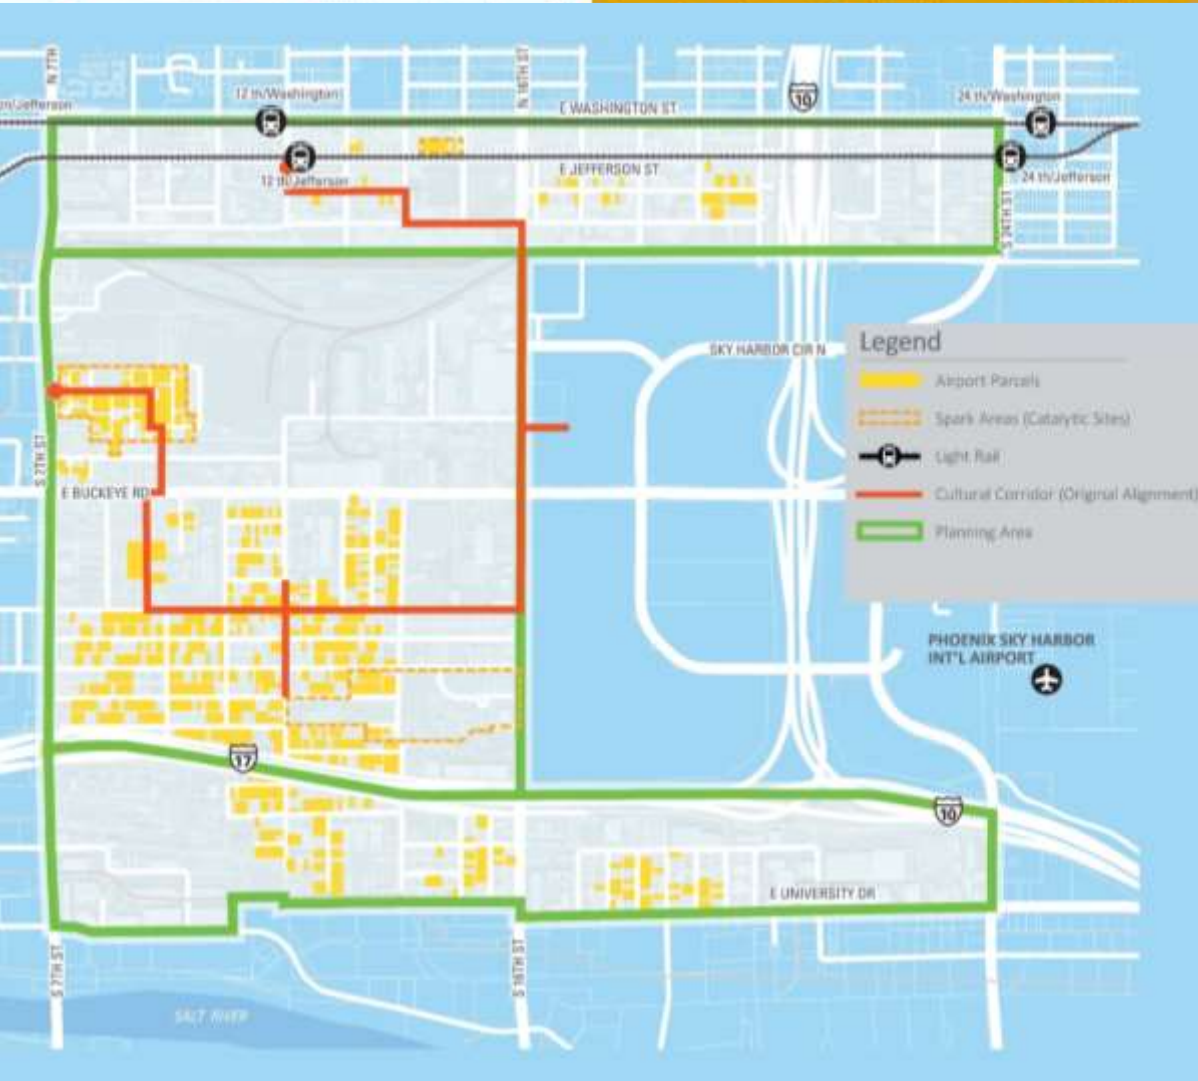 N 7TH
N 16TH ST
10
12 th/Washington
24 th/Washington
E WASHINGTON ST
E JEFFERSON ST
12 th/Jefferson
24 th/Jefferson
S 24TH ST
SKY HARBOR CIR N
Legend
Airport Parcels
Spark Areas (Catalytic Sites)
Light Rail
Cultural Corridor (Original Alignment)
Planning Area
S 7TH ST
E BUCKEYE RD
PHOENIX SKY HARBOR
INT'L AIRPORT
17
10
E UNIVERSITY DR
S 7TH ST
S 16TH ST
SALT RIVER